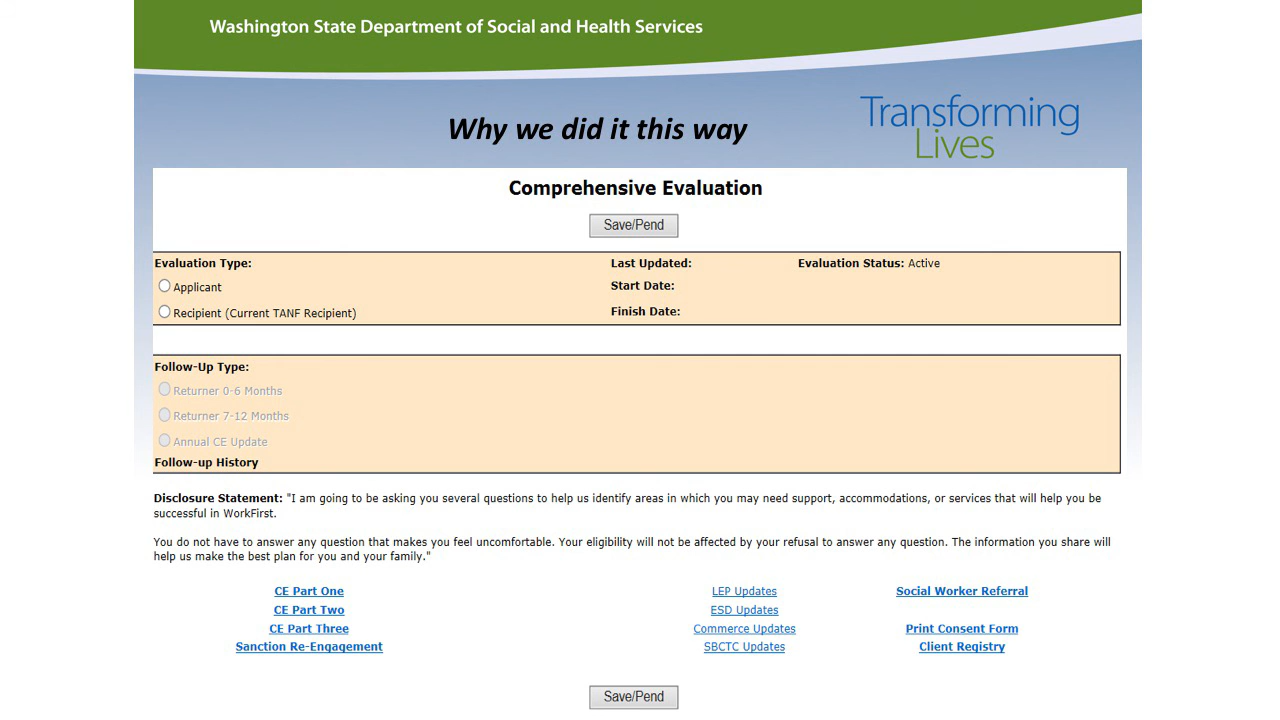 Washington State Department of Social and Health Services
Transforming
Lives
Why we did it this way
Comprehensive Evaluation
Save/Pend
Evaluation Type: Last Updated: Evaluation Status: Active
Applicant Start Date:
Recipient (Current TANF Recipient) Finish Date:
Follow-Up Type:
Returner 0-6 Months
Returner 7-12 Months
Annual CE Update
Follow-up History
Disclosure Statement: "I am going to be asking you several questions to help us identify areas in which you may need support, accommodations, or services that will help you be
successful in WorkFirst.
You do not have to answer any question that makes you feel uncomfortable. Your eligibility will not be affected by your refusal to answer any question. The information you share will
help us make the best plan for you and your family."
CE Part One LEP Updates Social Worker Referral
CE Part Two ESD Updates
CE Part Three Commerce Updates Print Consent Form
Sanction Re-Engagement SBCTC Updates Client Registry
Save/Pend